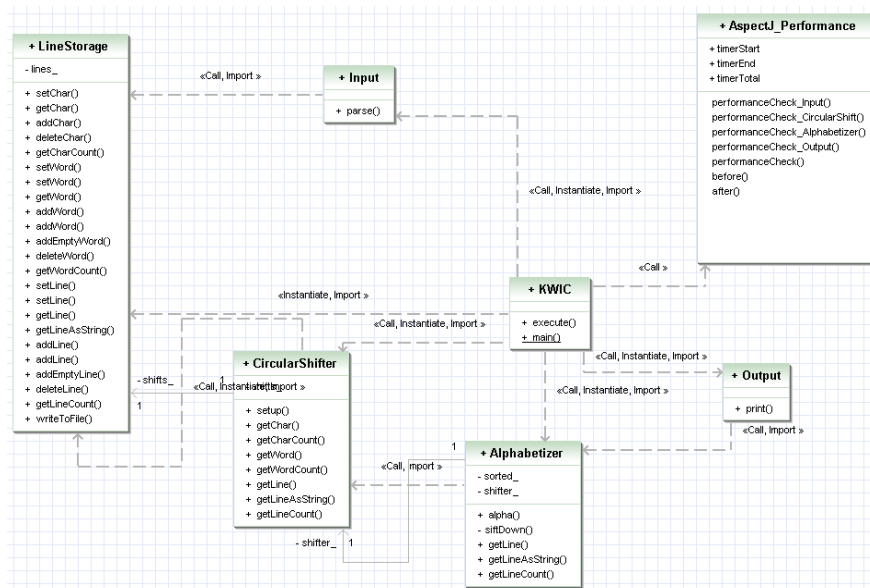 + LineStorage
- lines_
+ setChar()
+ getChar()
+ addChar()
+ deleteChar()
+ getCharCount()
+ setWord()
+ setWord()
+ getWord()
+ addWord()
+ addWord()
+ addEmptyWord()
+ deleteWord()
+ getWordCount()
+ setLine()
+ setLine()
+ getLine()
+ getLineAsString()
+ addLine()
+ addLine()
+ addEmptyLine()
+ deleteLine()
+ getLineCount()
+ writeToFile()
«Call, Import »
+ Input
+ parse()
+ AspectJ_Performance
+ timerStart
+ timerEnd
+ timerTotal
performanceCheck_Input()
performanceCheck_CircularShift()
performanceCheck_Alphabetizer()
performanceCheck_Output()
performanceCheck()
before()
after()
«Call, Instantiate, Import »
«Call »
«Instantiate, Import »
+ KWIC
+ execute()
+ main()
«Call, Instantiate, Import »
«Call, Import »
+ Output
+ print()
«Call, Import »
«Call, Instantiate, Import »
- shifts_
1
1
+ CircularShifter
«Call, Instantiate, Import »
+ setup()
+ getChar()
+ getCharCount()
+ getWord()
+ getWordCount()
+ getLine()
+ getLineAsString()
+ getLineCount()
«Call, Import »
1
- shifter_
1
+ Alphabetizer
- sorted_
- shifter_
+ alpha()
- siftDown()
+ getLine()
+ getLineAsString()
+ getLineCount()